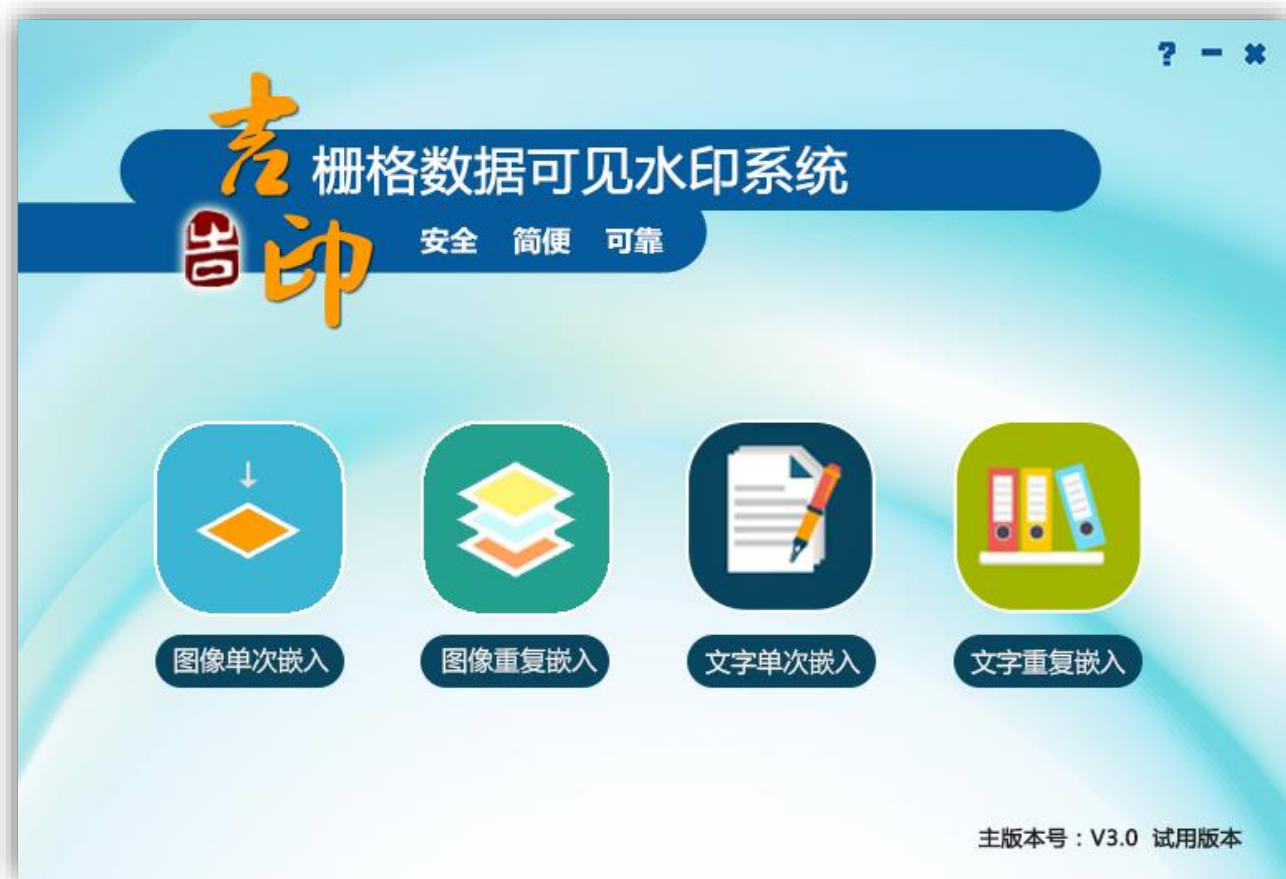 吉印
栅格数据可见水印系统
吉
安全 简便 可靠
图像单次嵌入
图像重复嵌入
文字单次嵌入
文字重复嵌入
主版本号：V3.0 试用版本